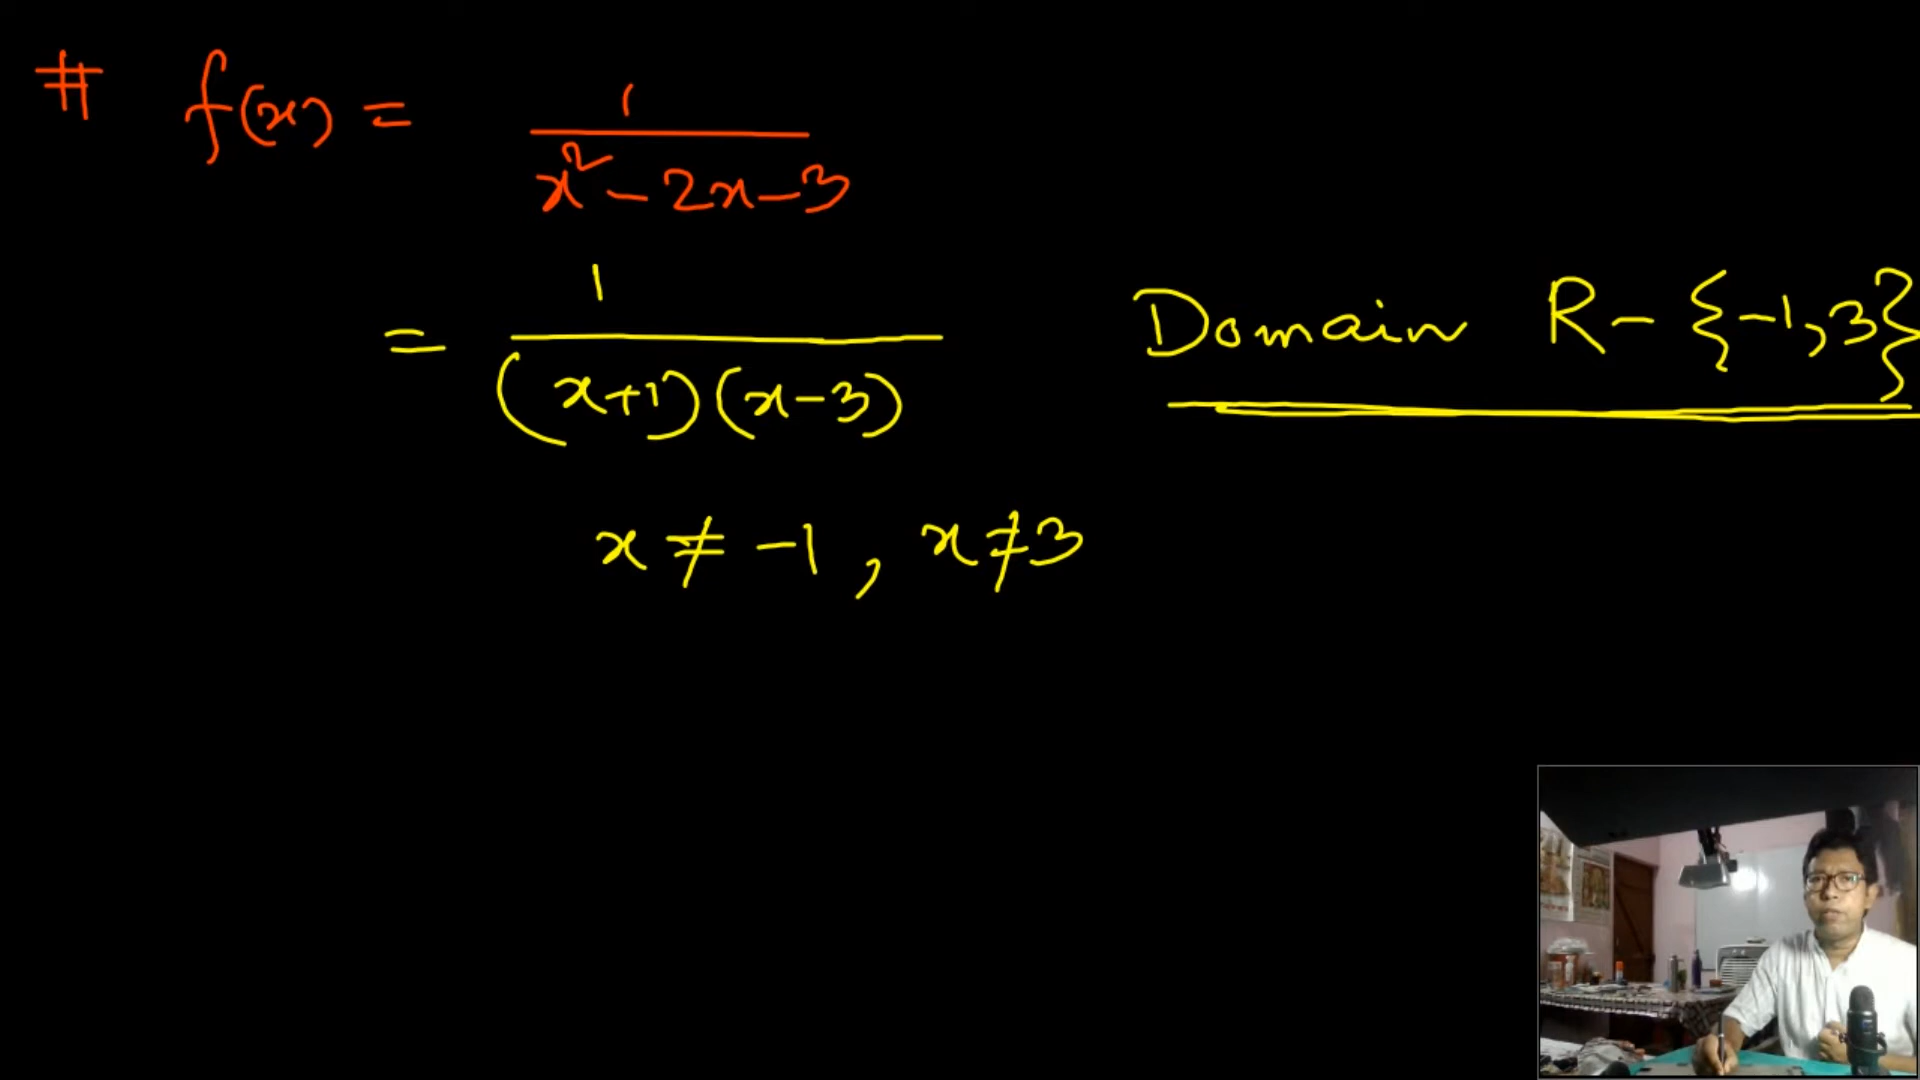 # f(x) = 1 / (x² - 2x - 3)
= 1 / ((x+1)(x-3))
Domain R - {-1, 3}
x ≠ -1, x ≠ 3